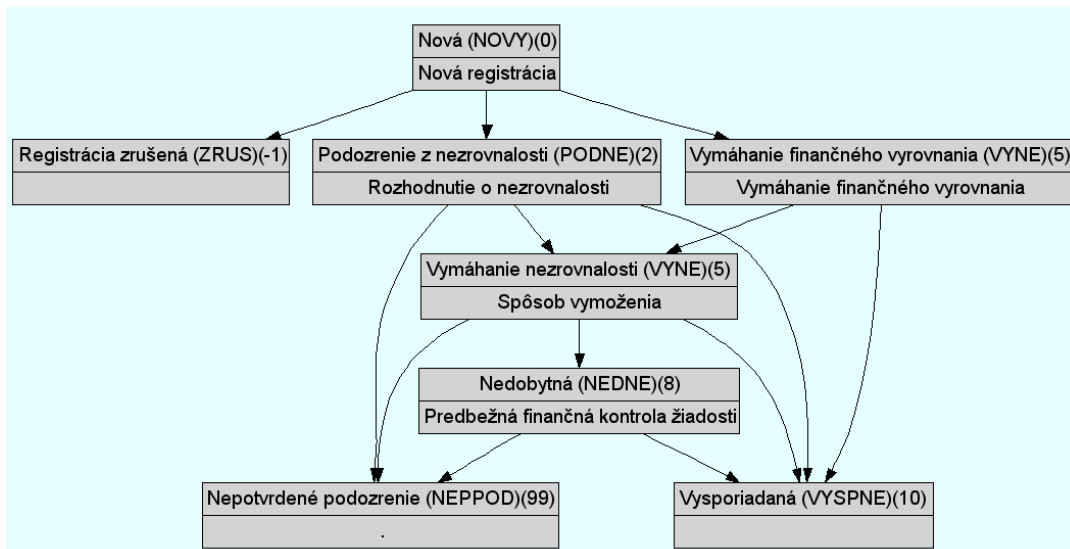 Nová (NOVY)(0)
Nová registrácia
Registrácia zrušená (ZRUS)(-1)
Podozrenie z nezrovnalosti (PODNE)(2)
Rozhodnutie o nezrovnalosti
Vymáhanie finančného vyrovnania (VYNE)(5)
Vymáhanie finančného vyrovnania
Vymáhanie nezrovnalosti (VYNE)(5)
Spôsob vymoženia
Nedobytná (NEDNE)(8)
Predbežná finančná kontrola žiadosti
Nepotvrdené podozrenie (NEPPOD)(99)
.
Vysporiadaná (VYSPNE)(10)